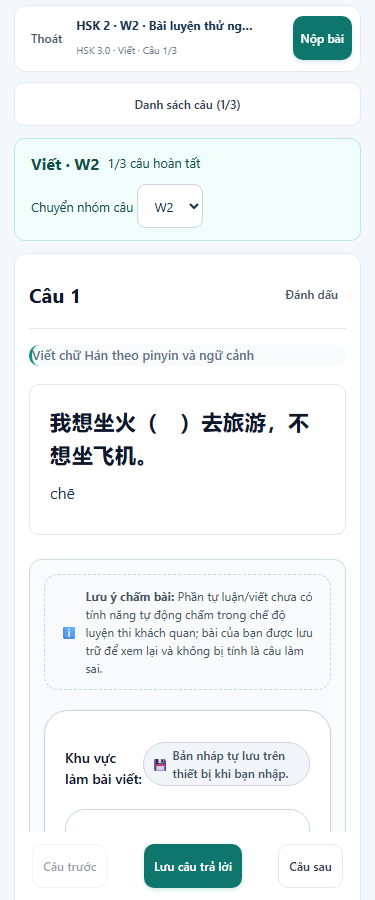 Thoát
HSK 2 · W2 · Bài luyện thử ng...
HSK 3.0 · Viết · Câu 1/3
Nộp bài
Danh sách câu (1/3)
Viết · W2 1/3 câu hoàn tất
Chuyển nhóm câu W2
Câu 1
Đánh dấu
Viết chữ Hán theo pinyin và ngữ cảnh
我想坐火（ ）去旅游，不
想坐飞机。
chē
Lưu ý chấm bài: Phần tự luận/viết chưa có
tính năng tự động chấm trong chế độ
luyện thi khách quan; bài của bạn được lưu
trữ để xem lại và không bị tính là câu làm
sai.
Khu vực
làm bài viết:
Bản nháp tự lưu trên
thiết bị khi bạn nhập.
Câu trước
Lưu câu trả lời
Câu sau